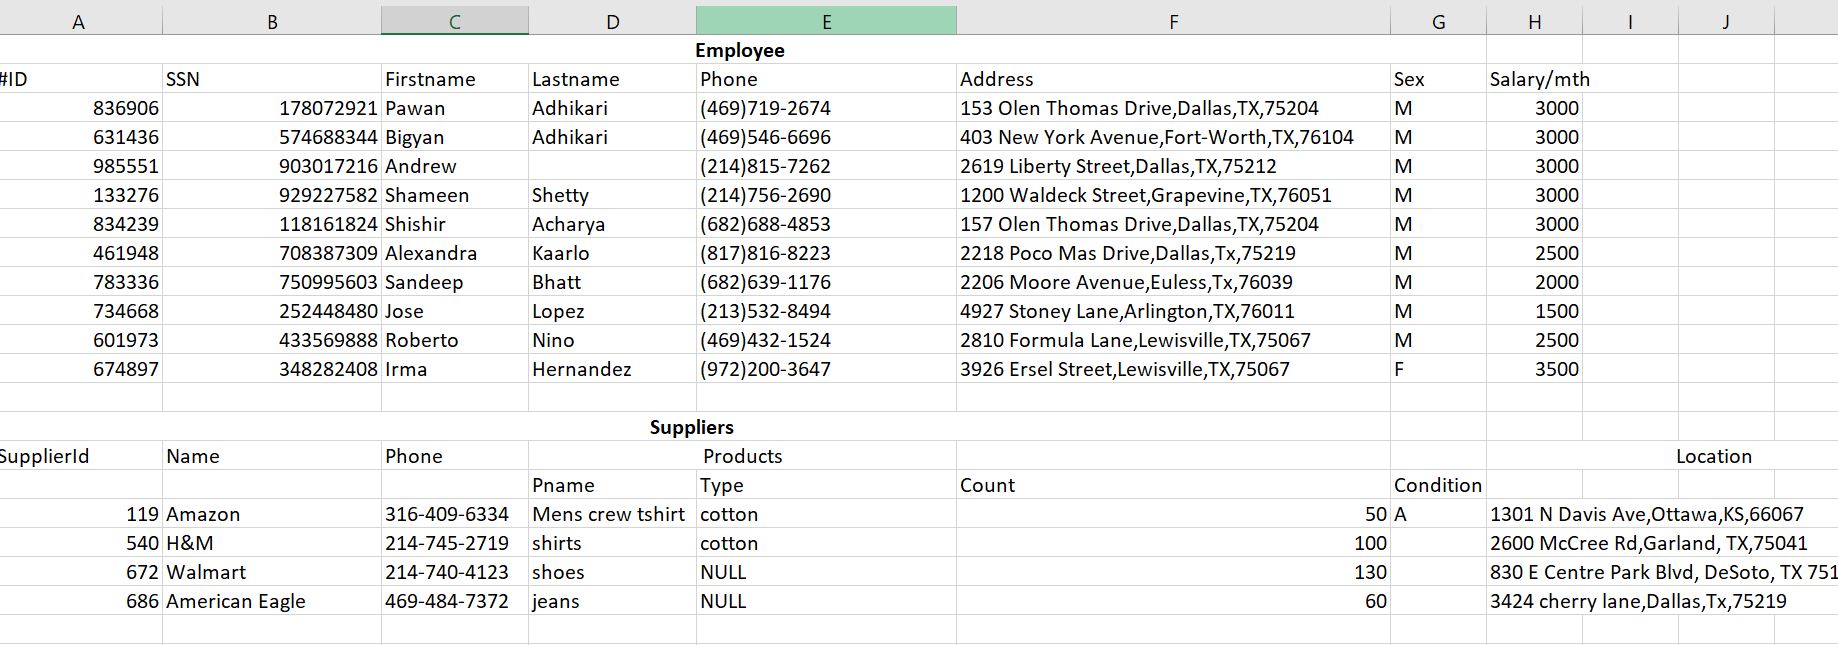 A B C D E F G H I J
Employee
#ID SSN Firstname Lastname Phone Address Sex Salary/mth
836906 178072921 Pawan Adhikari (469)719-2674 153 Olen Thomas Drive,Dallas,TX,75204 M 3000
631436 574688344 Bigyan Adhikari (469)546-6696 403 New York Avenue,Fort-Worth,TX,76104 M 3000
985551 903017216 Andrew (214)815-7262 2619 Liberty Street,Dallas,TX,75212 M 3000
133276 929227582 Shameen Shetty (214)756-2690 1200 Waldeck Street,Grapevine,TX,76051 M 3000
834239 118161824 Shishir Acharya (682)688-4853 157 Olen Thomas Drive,Dallas,TX,75204 M 3000
461948 708387309 Alexandra Kaarlo (817)816-8223 2218 Poco Mas Drive,Dallas,Tx,75219 M 2500
783336 750995603 Sandeep Bhatt (682)639-1176 2206 Moore Avenue,Euless,Tx,76039 M 2000
734668 252448480 Jose Lopez (213)532-8494 4927 Stoney Lane,Arlington,TX,76011 M 1500
601973 433569888 Roberto Nino (469)432-1524 2810 Formula Lane,Lewisville,TX,75067 M 2500
674897 348282408 Irma Hernandez (972)200-3647 3926 Ersel Street,Lewisville,TX,75067 F 3500
Suppliers
SupplierId Name Phone Products Location
Pname Type Count Condition
119 Amazon 316-409-6334 Mens crew tshirt cotton 50 A 1301 N Davis Ave,Ottawa,KS,66067
540 H&M 214-745-2719 shirts cotton 100 2600 McCree Rd,Garland, TX,75041
672 Walmart 214-740-4123 shoes NULL 130 830 E Centre Park Blvd, DeSoto, TX 751
686 American Eagle 469-484-7372 jeans NULL 60 3424 cherry lane,Dallas,Tx,75219